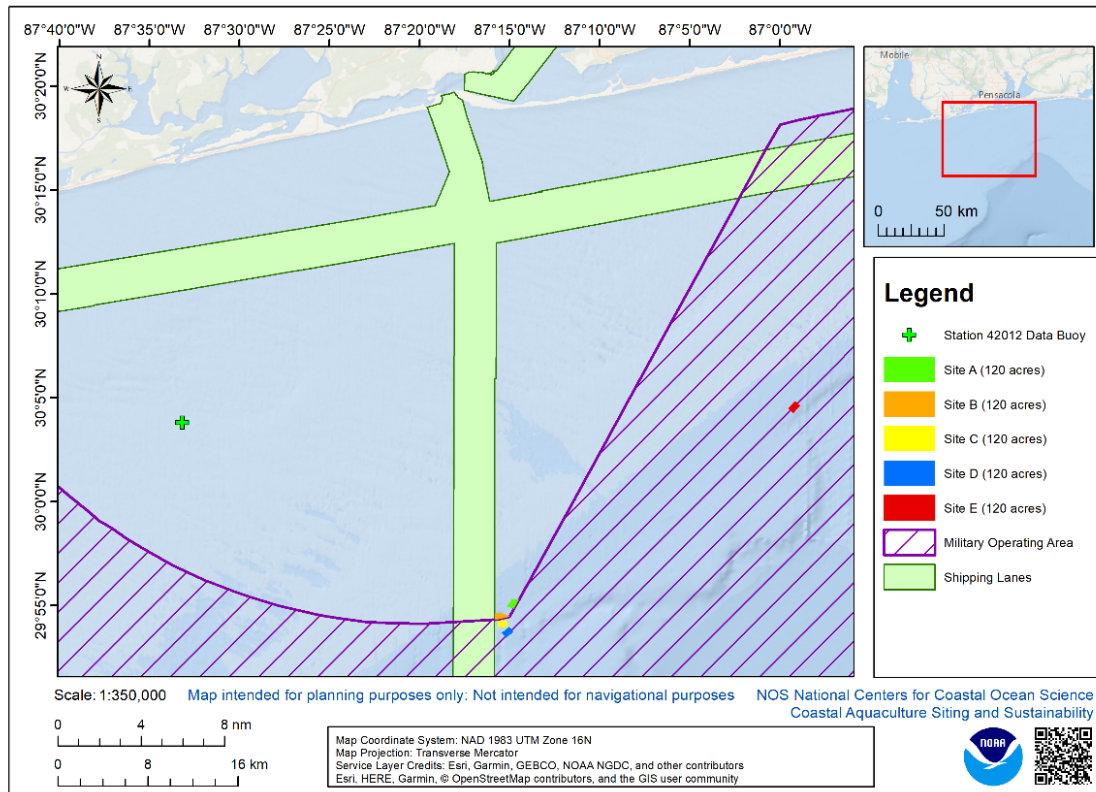 87°40'0"W 87°35'0"W 87°30'0"W 87°25'0"W 87°20'0"W 87°15'0"W 87°10'0"W 87°5'0"W 87°0'0"W
30°20'0"N
30°15'0"N
30°10'0"N
30°5'0"N
30°0'0"N
29°55'0"N
N
W E
S
Mobile
Pensacola
0 50 km
Legend
Station 42012 Data Buoy
Site A (120 acres)
Site B (120 acres)
Site C (120 acres)
Site D (120 acres)
Site E (120 acres)
Military Operating Area
Shipping Lanes
Scale: 1:350,000 Map intended for planning purposes only: Not intended for navigational purposes NOS National Centers for Coastal Ocean Science
Coastal Aquaculture Siting and Sustainability
0 4 8 nm
0 16 km
Map Coordinate System: NAD 1983 UTM Zone 16N
Map Projection: Transverse Mercator
Service Layer Credits: Esri, Garmin, GEBCO, NOAA NGDC, and other contributors
Esri, HERE, Garmin, © OpenStreetMap contributors, and the GIS user community
NOAA